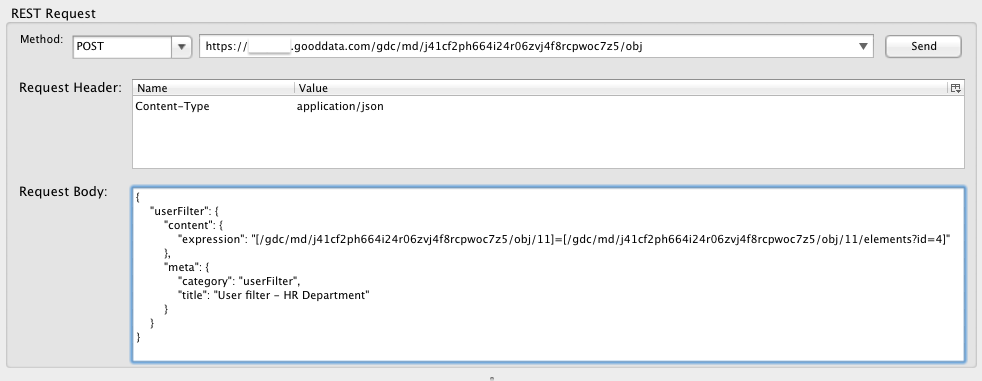 REST Request
Method: POST https:// .gooddata.com/gdc/md/j41cf2ph664i24r06zvj4f8rcpwoc7z5/obj Send
Request Header: Name Value
Content-Type application/json
Request Body:
{
"userFilter": {
"content": {
"expression": "[/gdc/md/j41cf2ph664i24r06zvj4f8rcpwoc7z5/obj/11]=[/gdc/md/j41cf2ph664i24r06zvj4f8rcpwoc7z5/obj/11/elements?id=4]"
},
"meta": {
"category": "userFilter",
"title": "User filter – HR Department"
}
}
}